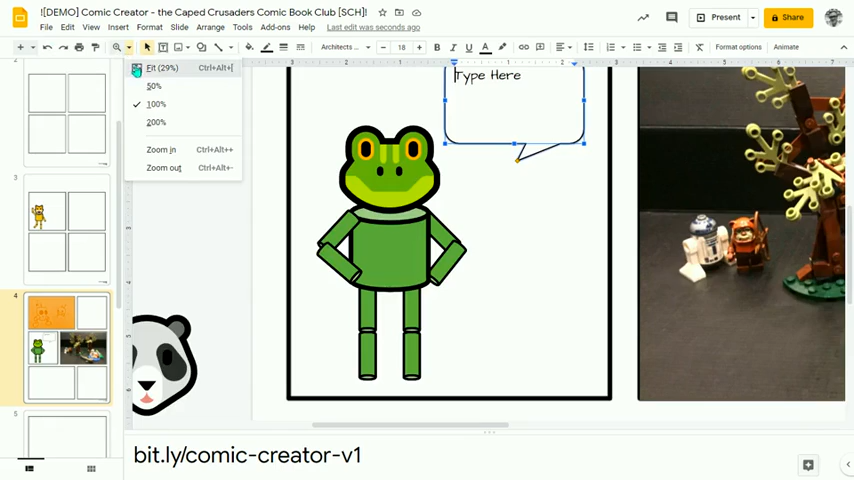 ![DEMO] Comic Creator - the Caped Crusaders Comic Book Club [SCH]
File Edit View Insert Format Slide Arrange Tools Add-ons Help Last edit was seconds ago
Present
Share
Architects ... - 18 + B I U A Format options Animate
Fit (29%) Ctrl+Alt+[
50%
100%
200%
Zoom in Ctrl+Alt++
Zoom out Ctrl+Alt+-
Type Here
2
3
4
5
bit.ly/comic-creator-v1